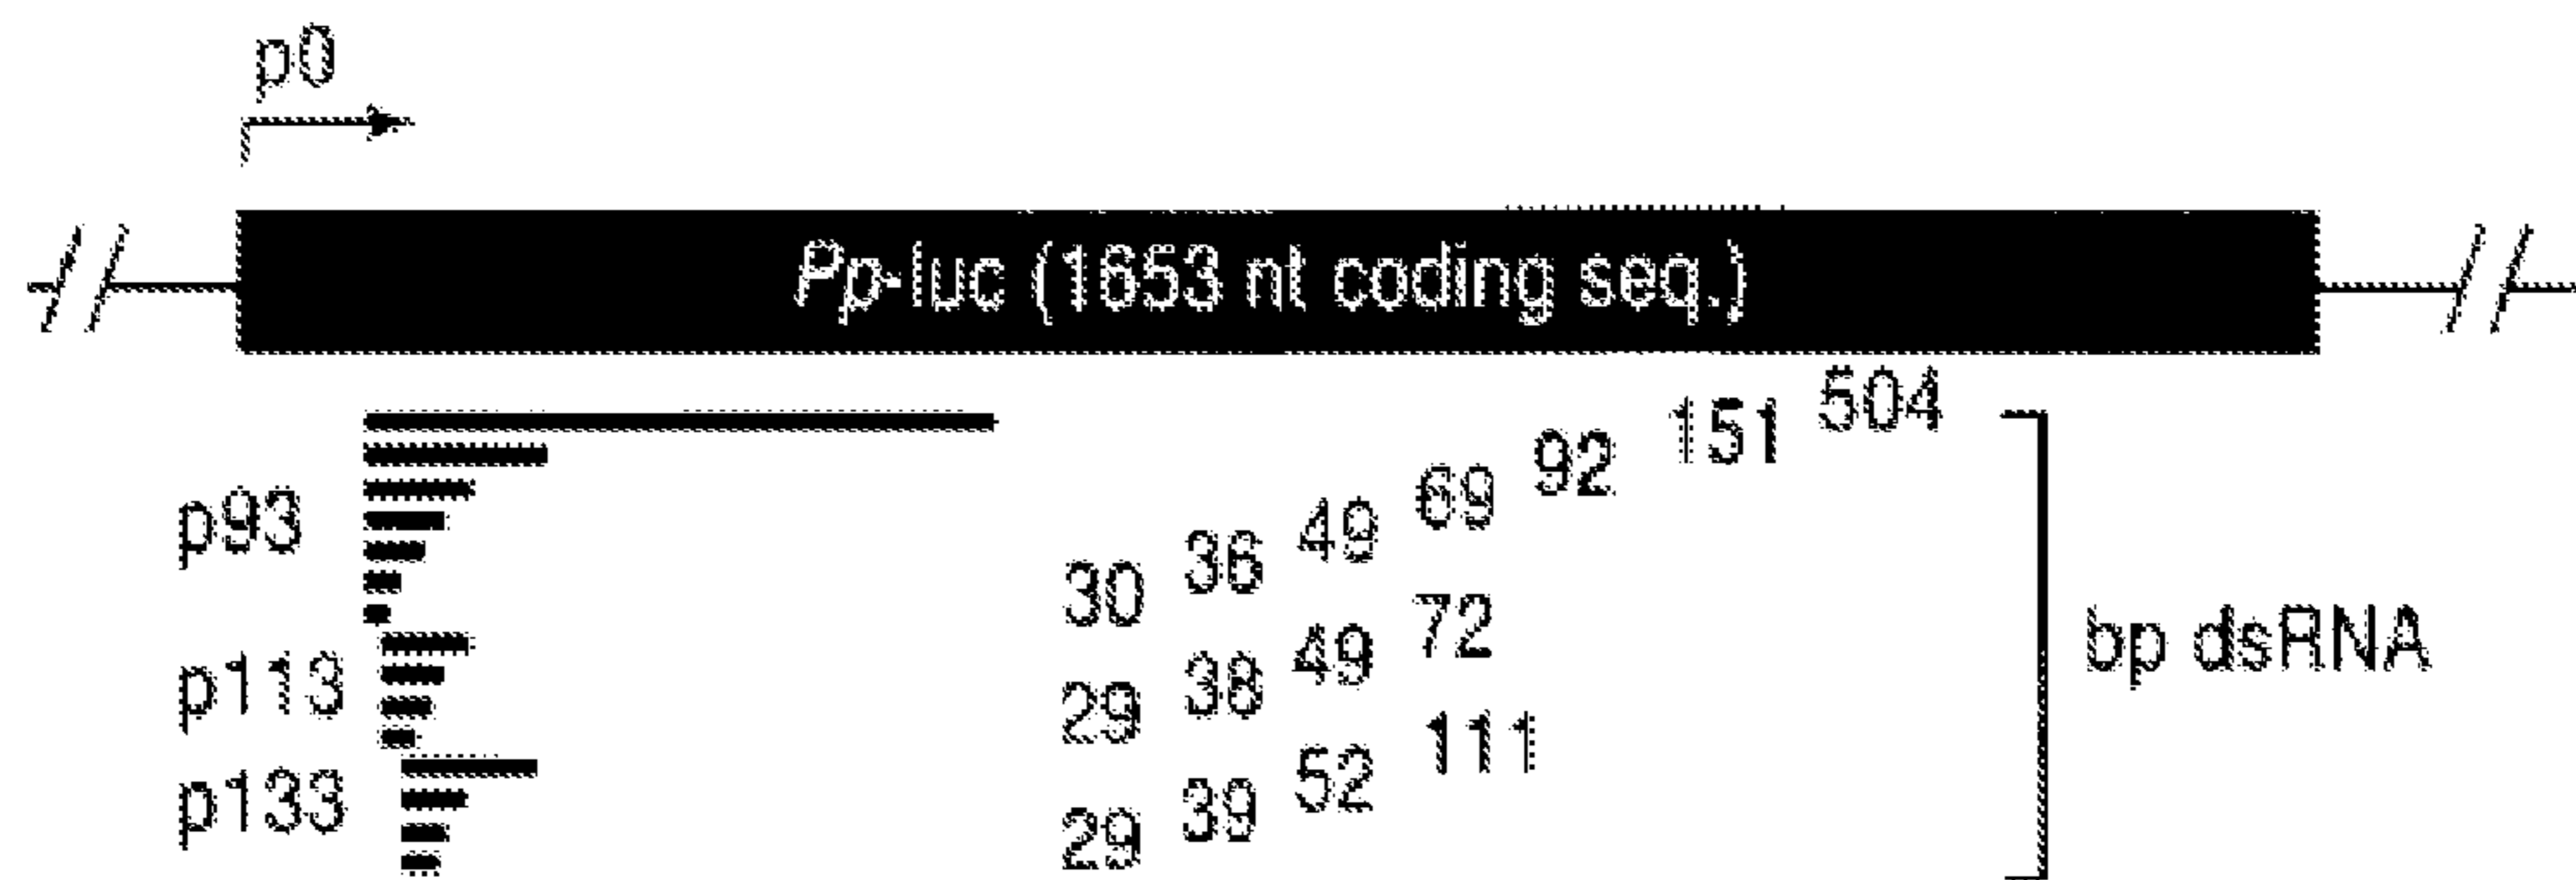 p0
Pp-luc (1653 nt coding seq.)
504
151
92
69
p93
49
36
30
72
p113
49
38
29
bp dsRNA
111
p133
52
39
29